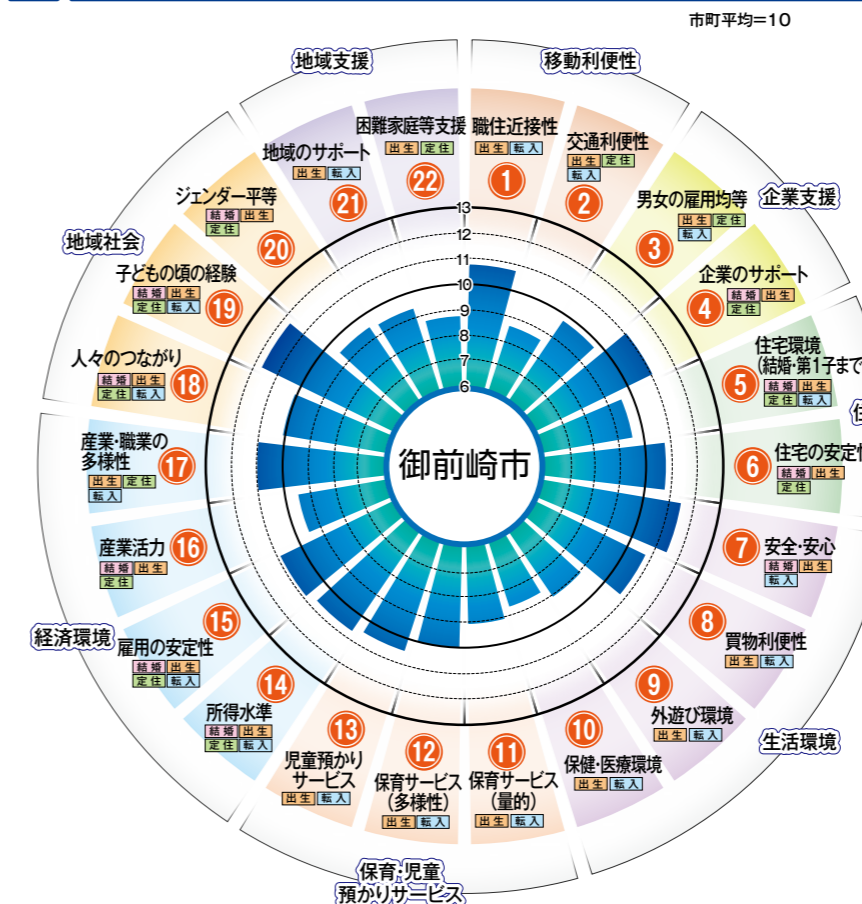 市町平均=10
地域支援
移動利便性
企業支援
地域社会
経済環境
生活環境
保育・児童
預かりサービス
住
職住近接性
出生 転入
1
交通利便性
出生 定住
転入
2
男女の雇用均等
出生 定住
転入
3
企業のサポート
結婚 出生
定住
4
住宅環境
(結婚・第1子まで
結婚 出生
定住 転入
5
住宅の安定性
結婚 出生
定住
6
安全・安心
結婚 出生
転入
7
買物利便性
出生 転入
8
外遊び環境
出生 転入
9
保健・医療環境
出生 転入
10
保育サービス
(量的)
出生 転入
11
保育サービス
(多様性)
出生 転入
12
児童預かり
サービス
出生 転入
13
所得水準
結婚 出生
定住 転入
14
雇用の安定性
結婚 出生
定住 転入
15
産業活力
結婚 出生
定住
16
産業・職業の
多様性
出生 定住
転入
17
人々のつながり
結婚 出生
定住 転入
18
子どもの頃の経験
結婚 出生
定住 転入
19
ジェンダー平等
結婚 出生
定住
20
地域のサポート
出生 転入
21
困難家庭等支援
出生 定住
22
13
12
11
10
9
8
7
6
御前崎市